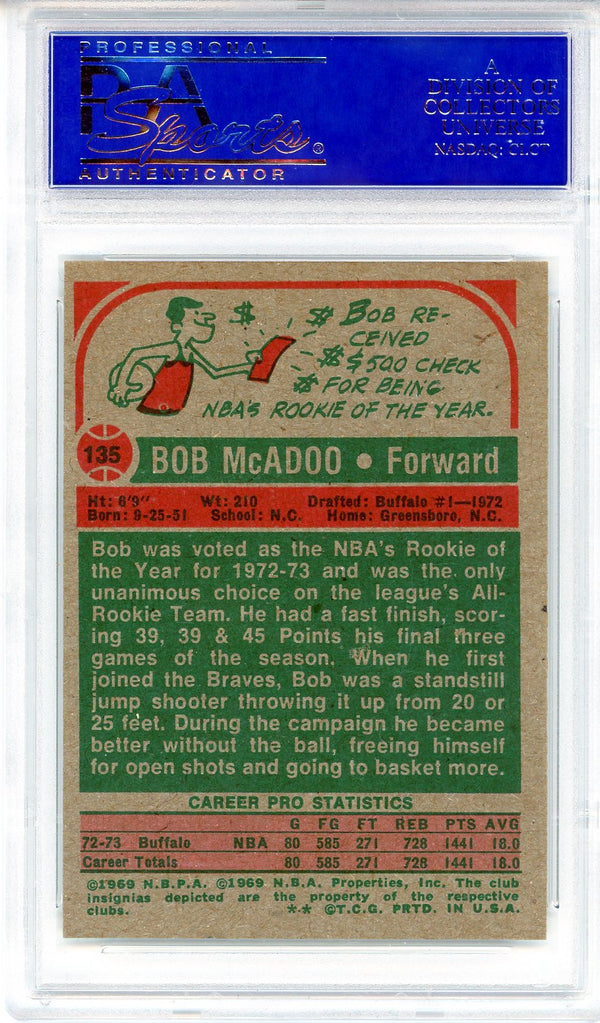 PROFESSIONAL
PSA
Sports ®
AUTHENTICATOR
A
DIVISION OF
COLLECTORS
UNIVERSE
NASDAQ: CLCT
$ $ BOB RE-
CEIVED
$ $500 CHECK
$ FOR BEING
NBA'S ROOKIE OF THE YEAR.
135 BOB McADOO • Forward
Ht: 6'9" Wt: 210 Drafted: Buffalo #1—1972
Born: 9-25-51 School: N.C. Home: Greensboro, N.C.
Bob was voted as the NBA's Rookie of
the Year for 1972-73 and was the only
unanimous choice on the league's All-
Rookie Team. He had a fast finish, scor-
ing 39, 39 & 45 Points his final three
games of the season. When he first
joined the Braves, Bob was a standstill
jump shooter throwing it up from 20 or
25 feet. During the campaign he became
better without the ball, freeing himself
for open shots and going to basket more.
CAREER PRO STATISTICS
G FG FT REB PTS AVG
72-73 Buffalo NBA 80 585 271 728 1441 18.0
Career Totals 80 585 271 728 1441 18.0
©1969 N.B.P.A. ©1969 N.B.A. Properties, Inc. The club
insignias depicted are the property of the respective
clubs. ** ©T.C.G. PRTD. IN U.S.A.